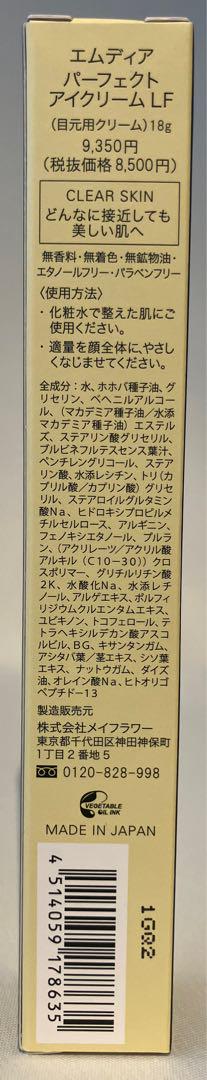 エムディア
パーフェクト
アイクリーム LF
(目元用クリーム)18g
9,350円
(税抜価格 8,500円)
CLEAR SKIN
どんなに接近しても
美しい肌へ
無香料・無着色・無鉱物油・
エタノールフリー・パラベンフリー
〈使用方法〉
・化粧水で整えた肌にご
使用ください。
・適量を顔全体に、やさし
くなじませてください。
全成分:水、ホホバ種子油、グ
リセリン、ベヘニルアルコー
ル、(マカデミア種子油/水添
マカデミア種子油)エステル
ズ、ステアリン酸グリセリル、
ブルビネフルテスセンス葉汁、
ペンチレングリコール、ステア
リン酸、水添レシチン、トリ(カ
プリル酸/カプリン酸)グリセ
リル、ステアロイルグルタミン
酸Na、ヒドロキシプロピルメ
チルセルロース、アルギニン、
フェノキシエタノール、プルラ
ン、(アクリレーツ/アクリル酸
アルキル(C10-30))クロ
スポリマー、グリチルリチン酸
2K、水酸化Na、水添レチ
ノール、アルゲエキス、ポルフィ
リジウムクルエンタムエキス、
ユビキノン、トコフェロール、テ
トラヘキシルデカン酸アスコ
ルビル、BG、キサンタンガム、
アシタバ葉/茎エキス、シソ葉
エキス、ナットウガム、ダイズ
油、オレイン酸Na、ヒトオリゴ
ペプチド-13
製造販売元
株式会社メイフラワー
東京都千代田区神田神保町
1丁目2番地5
0120-828-998
VEGETABLE
OIL INK
MADE IN JAPAN
4 514059 178635
1GQ2